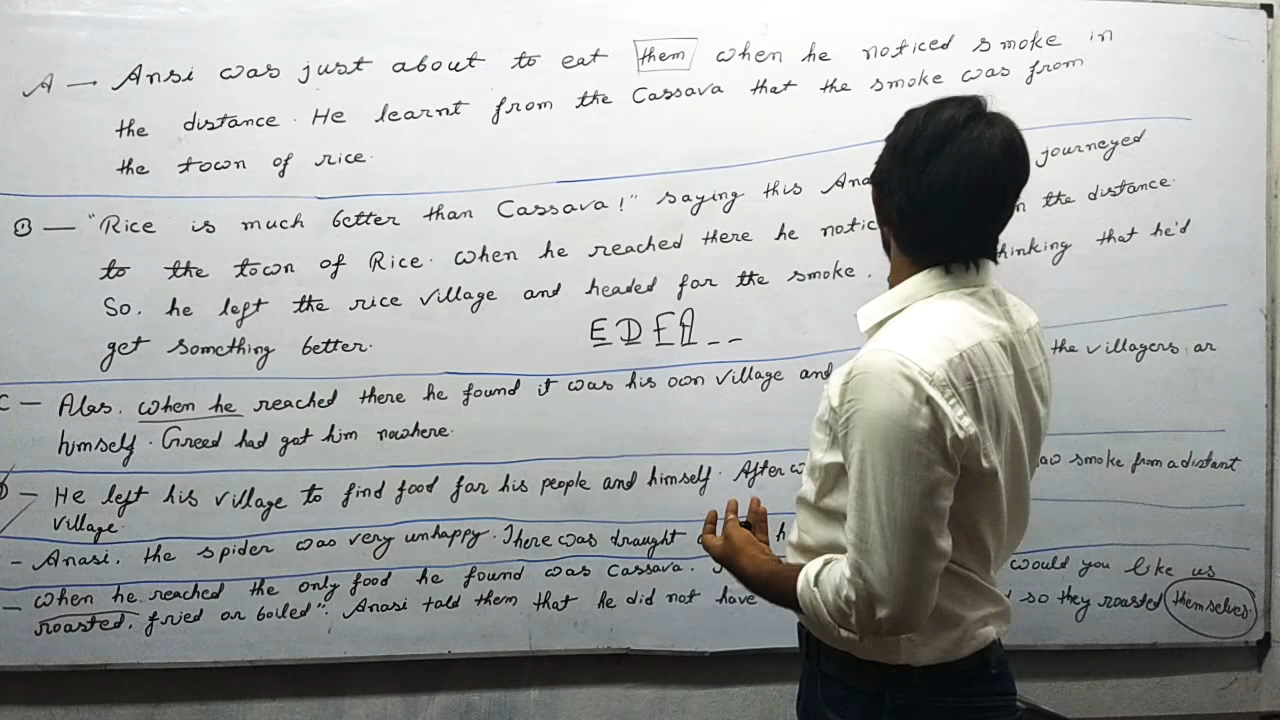 A — Ansi was just about to eat them when he noticed smoke in
the distance. He learnt from the Cassava that the smoke was from
the town of rice.
B — "Rice is much better than Cassava!" saying this Ana journeyed
to the town of Rice. when he reached there he notic n the distance.
So, he left the rice village and headed for the smoke. hinking that he'd
get something better.
E D F A _ _
C — Alas, when he reached there he found it was his own village and the villagers, ar
himself. Greed had got him nowhere.
D — He left his village to find food for his people and himself. After w aw smoke from a distant
village.
- Anasi, the spider was very unhappy. There was draught h
- when he reached the only food he found was Cassava. would you like us
roasted, fried or boiled". Anasi told them that he did not have so they roasted themselves.